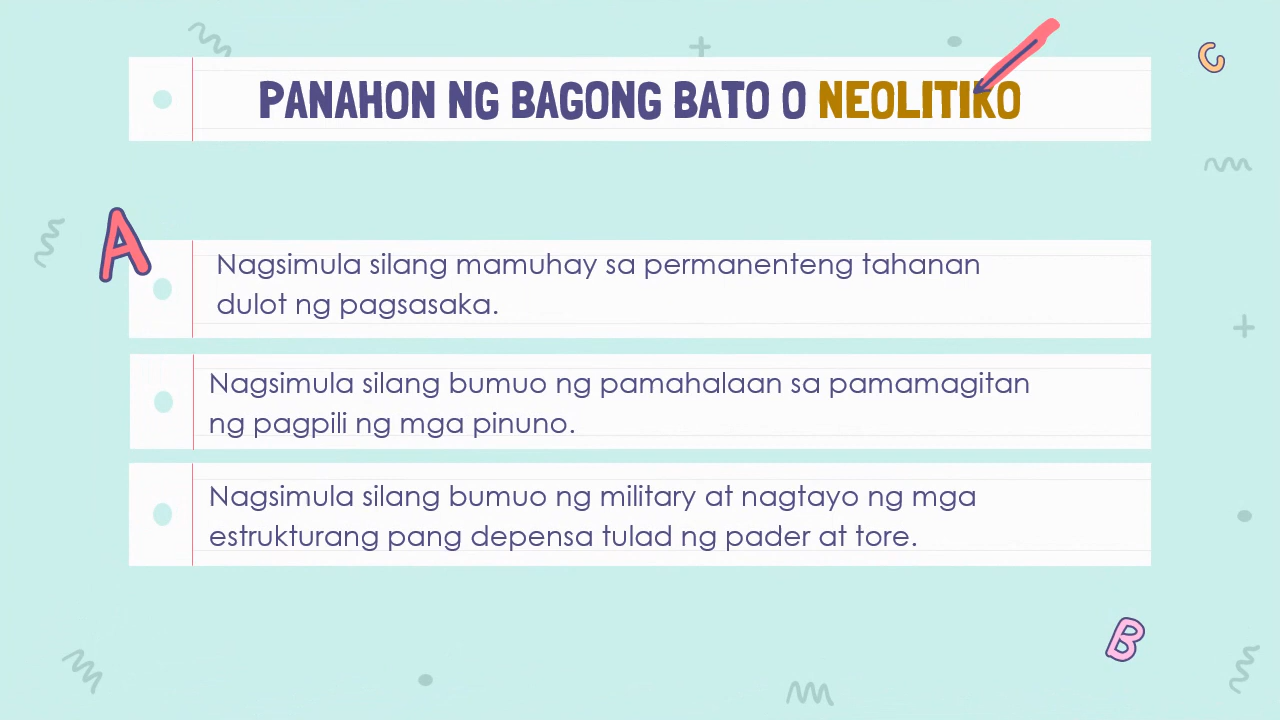 PANAHON NG BAGONG BATO O NEOLITIKO
C
A
Nagsimula silang mamuhay sa permanenteng tahanan
dulot ng pagsasaka.
Nagsimula silang bumuo ng pamahalaan sa pamamagitan
ng pagpili ng mga pinuno.
Nagsimula silang bumuo ng military at nagtayo ng mga
estrukturang pang depensa tulad ng pader at tore.
B